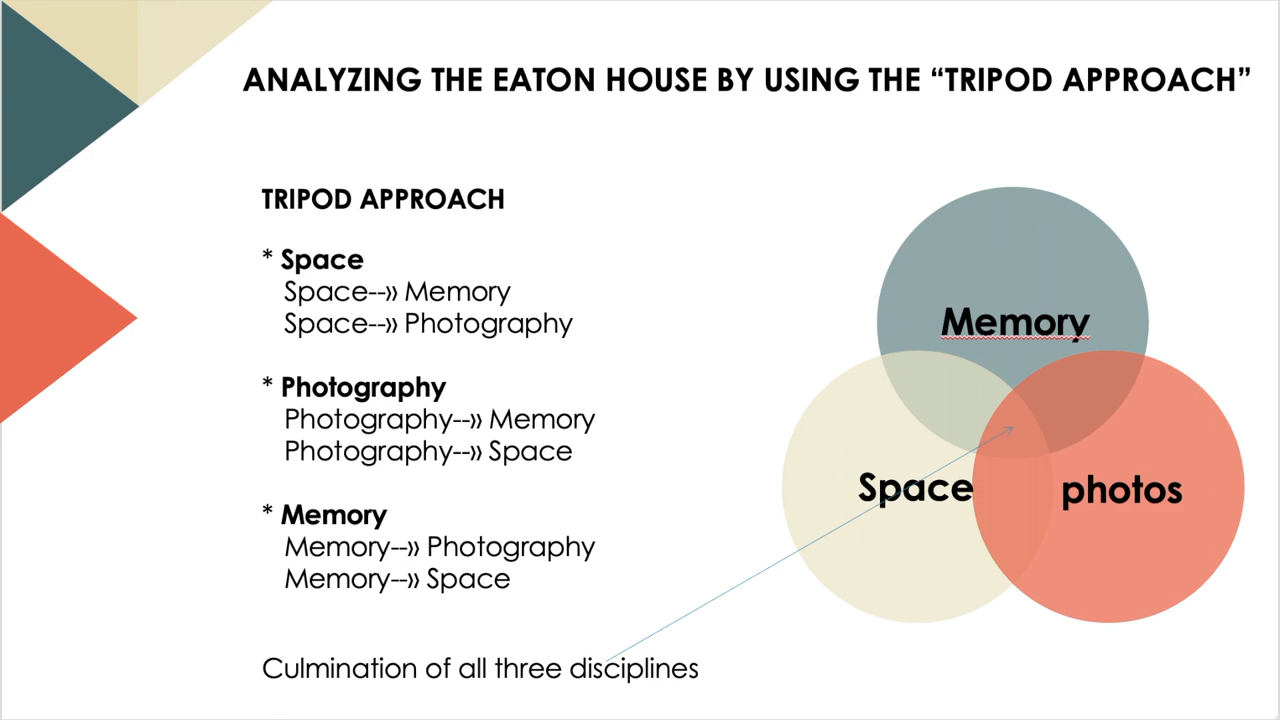 ANALYZING THE EATON HOUSE BY USING THE “TRIPOD APPROACH”
TRIPOD APPROACH
* Space
Space--» Memory
Space--» Photography
* Photography
Photography--» Memory
Photography--» Space
* Memory
Memory--» Photography
Memory--» Space
Culmination of all three disciplines
Memory
Space
photos